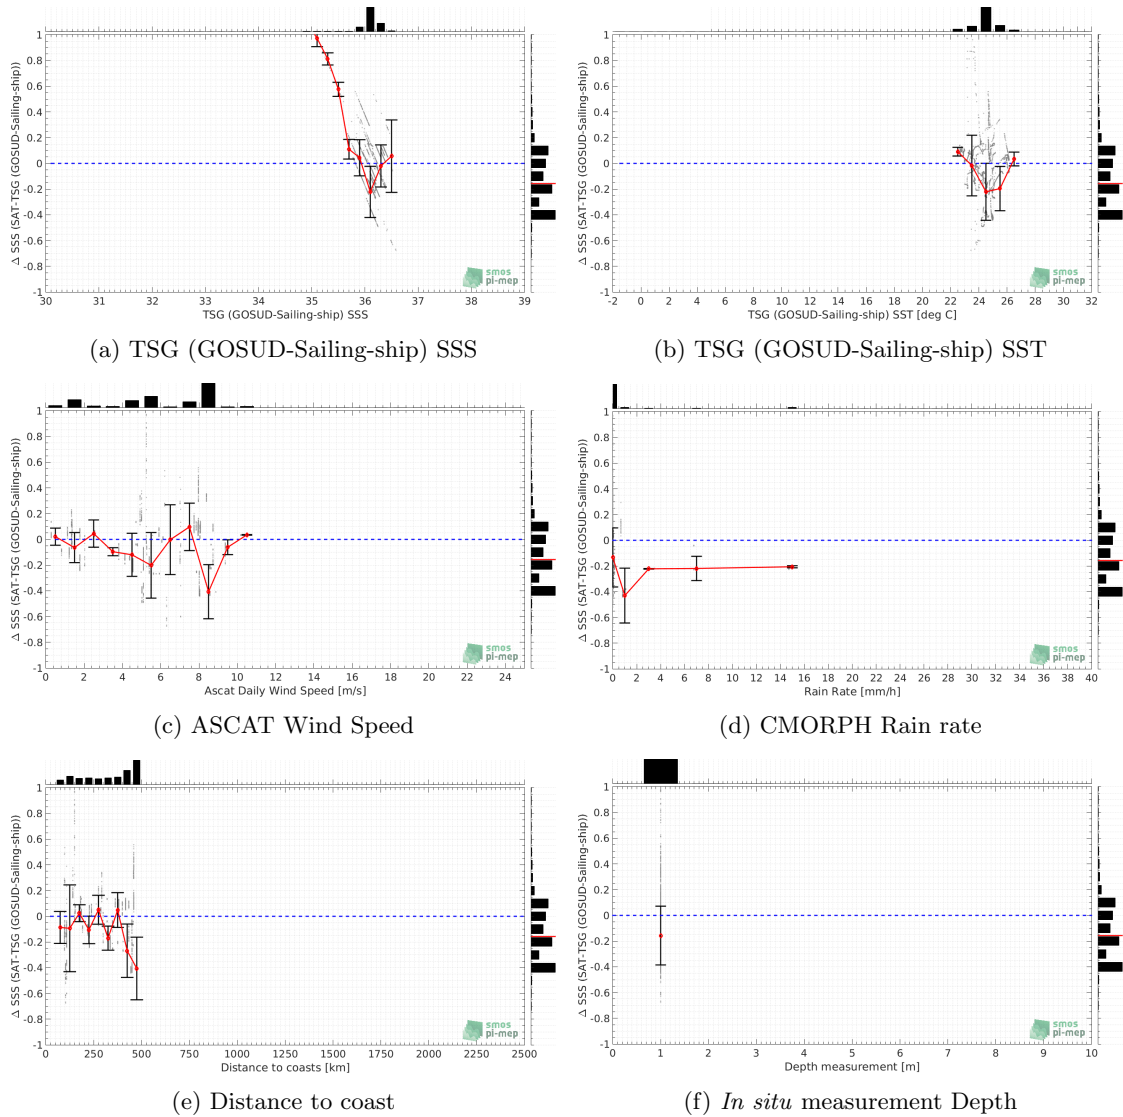 1
0.8
0.6
0.4
0.2
0
-0.2
-0.4
-0.6
-0.8
-1
Δ SSS (SAT-TSG (GOSUD-Sailing-ship))
30 31 32 33 34 35 36 37 38 39
TSG (GOSUD-Sailing-ship) SSS
smos
pi-mep
(a) TSG (GOSUD-Sailing-ship) SSS
1
0.8
0.6
0.4
0.2
0
-0.2
-0.4
-0.6
-0.8
-1
Δ SSS (SAT-TSG (GOSUD-Sailing-ship))
-2 0 2 4 6 8 10 12 14 16 18 20 22 24 26 28 30 32
TSG (GOSUD-Sailing-ship) SST [deg C]
smos
pi-mep
(b) TSG (GOSUD-Sailing-ship) SST
1
0.8
0.6
0.4
0.2
0
-0.2
-0.4
-0.6
-0.8
-1
Δ SSS (SAT-TSG (GOSUD-Sailing-ship))
0 2 4 6 8 10 12 14 16 18 20 22 24
Ascat Daily Wind Speed [m/s]
smos
pi-mep
(c) ASCAT Wind Speed
1
0.8
0.6
0.4
0.2
0
-0.2
-0.4
-0.6
-0.8
-1
Δ SSS (SAT-TSG (GOSUD-Sailing-ship))
0 2 4 6 8 10 12 14 16 18 20 22 24 26 28 30 32 34 36 38 40
Rain Rate [mm/h]
smos
pi-mep
(d) CMORPH Rain rate
1
0.8
0.6
0.4
0.2
0
-0.2
-0.4
-0.6
-0.8
-1
Δ SSS (SAT-TSG (GOSUD-Sailing-ship))
0 250 500 750 1000 1250 1500 1750 2000 2250 2500
Distance to coasts [km]
smos
pi-mep
(e) Distance to coast
1
0.8
0.6
0.4
0.2
0
-0.2
-0.4
-0.6
-0.8
-1
Δ SSS (SAT-TSG (GOSUD-Sailing-ship))
0 1 2 3 4 5 6 7 8 9 10
Depth measurement [m]
smos
pi-mep
(f) In situ measurement Depth